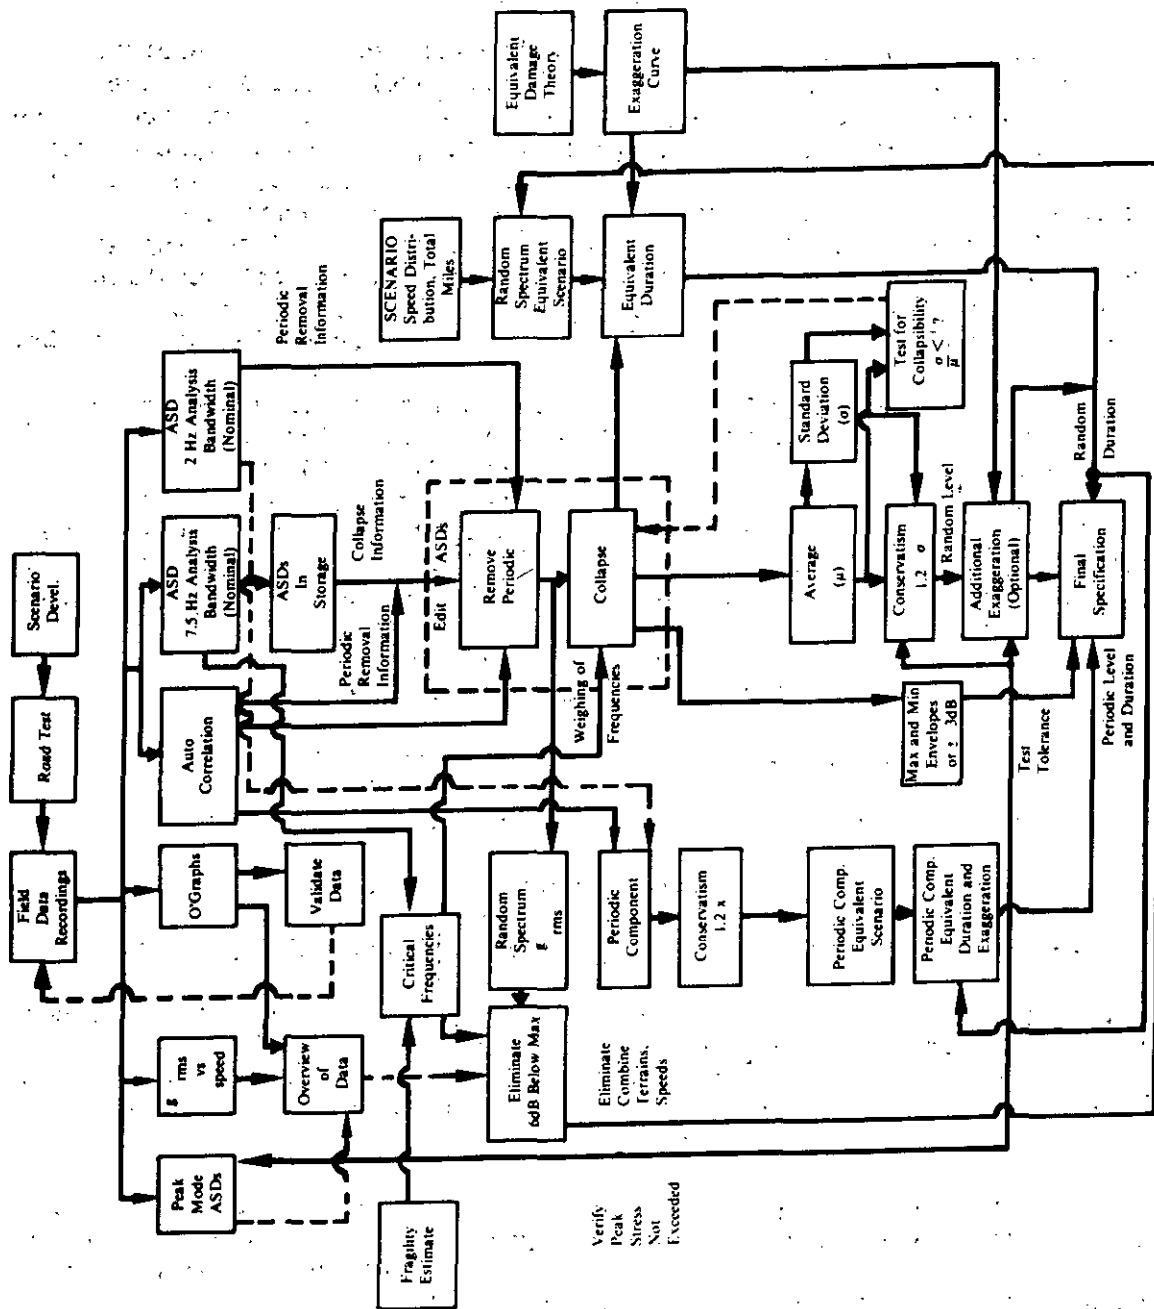 Scenario
Devel.
Road Test
Field
Data
Recordings
Peak
Mode
ASDs
g rms
vs
speed
O'Graphs
Auto
Correlation
ASD
7.5 Hz Analysis
Bandwidth
(Nominal)
ASD
2 Hz Analysis
Bandwidth
(Nominal)
Overview
of
Data
Validate
Data
ASDs
In
Storage
Periodic
Removal
Information
Fragility
Estimate
Critical
Frequencies
Periodic Removal
Information
Collapse
Information
SCENARIO
Speed Distri-
bution, Total
Miles
Eliminate
6dB Below Max
Random
Spectrum
g rms
Edit
ASDs
Remove
Periodic
Random
Spectrum
Equivalent
Scenario
Equivalent
Damage
Theory
Verify
Peak
Stress
Not
Exceeded
Eliminate
Combine
Terrains,
Speeds
Periodic
Component
Weighing of
Frequencies
Collapse
Equivalent
Duration
Exaggeration
Curve
Conservatism
1.2 x
Average
(μ)
Standard
Deviation
(σ)
Test for
Collapsibility
σ < ?
μ
Periodic Comp.
Equivalent
Scenario
Max and Min
Envelopes
or ± 3dB
Conservatism
1.2 σ
Random Level
Periodic Comp.
Equivalent
Duration and
Exaggeration
Test
Tolerance
Additional
Exaggeration
(Optional)
Periodic Level
and Duration
Final
Specification
Random
Duration